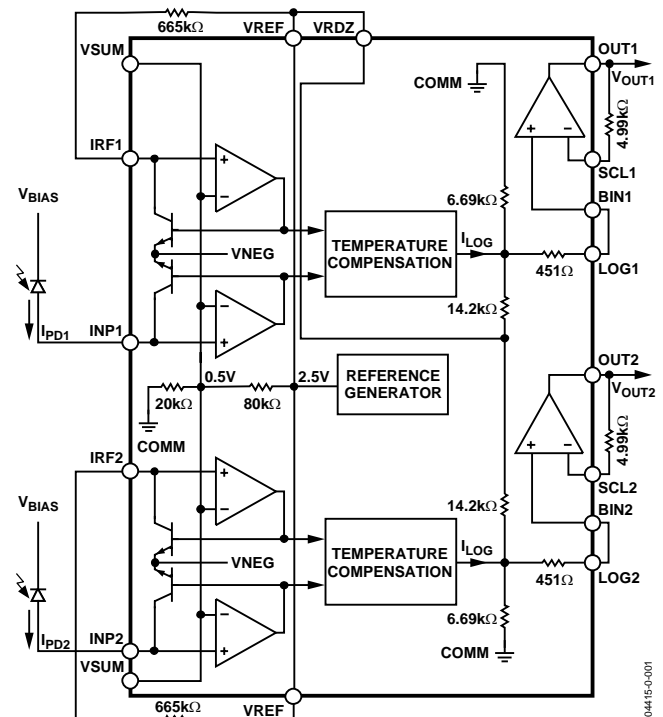 665kΩ
VREF
VRDZ
VSUM
OUT1
VOUT1
COMM
4.99kΩ
IRF1
SCL1
6.69kΩ
BIN1
VBIAS
VNEG
TEMPERATURE
COMPENSATION
ILOG
451Ω
LOG1
14.2kΩ
IPD1
INP1
OUT2
VOUT2
0.5V
2.5V
REFERENCE
GENERATOR
20kΩ
80kΩ
COMM
4.99kΩ
IRF2
SCL2
VBIAS
14.2kΩ
BIN2
VNEG
TEMPERATURE
COMPENSATION
ILOG
451Ω
LOG2
6.69kΩ
IPD2
INP2
VSUM
COMM
665kΩ
VREF
04415-0-001